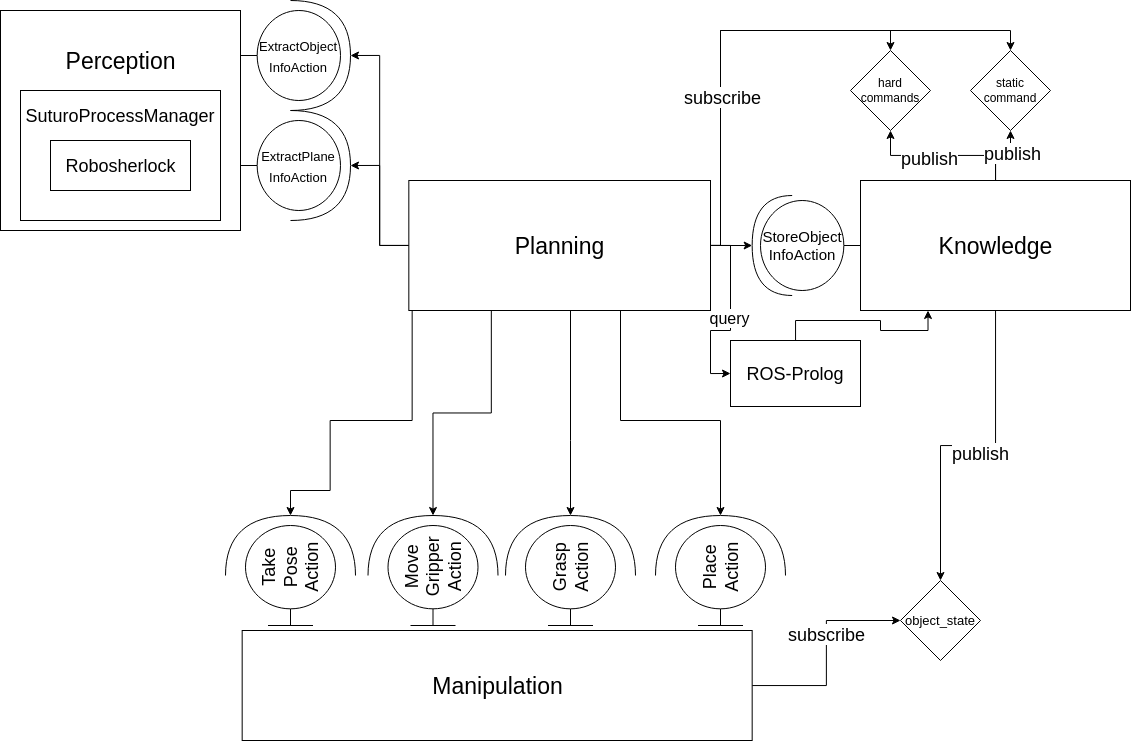 Perception
SuturoProcessManager
Robosherlock
ExtractObject
InfoAction
ExtractPlane
InfoAction
subscribe
hard
commands
static
command
publish
publish
Planning
StoreObject
InfoAction
Knowledge
query
ROS-Prolog
publish
Take
Pose
Action
Move
Gripper
Action
Grasp
Action
Place
Action
object_state
subscribe
Manipulation